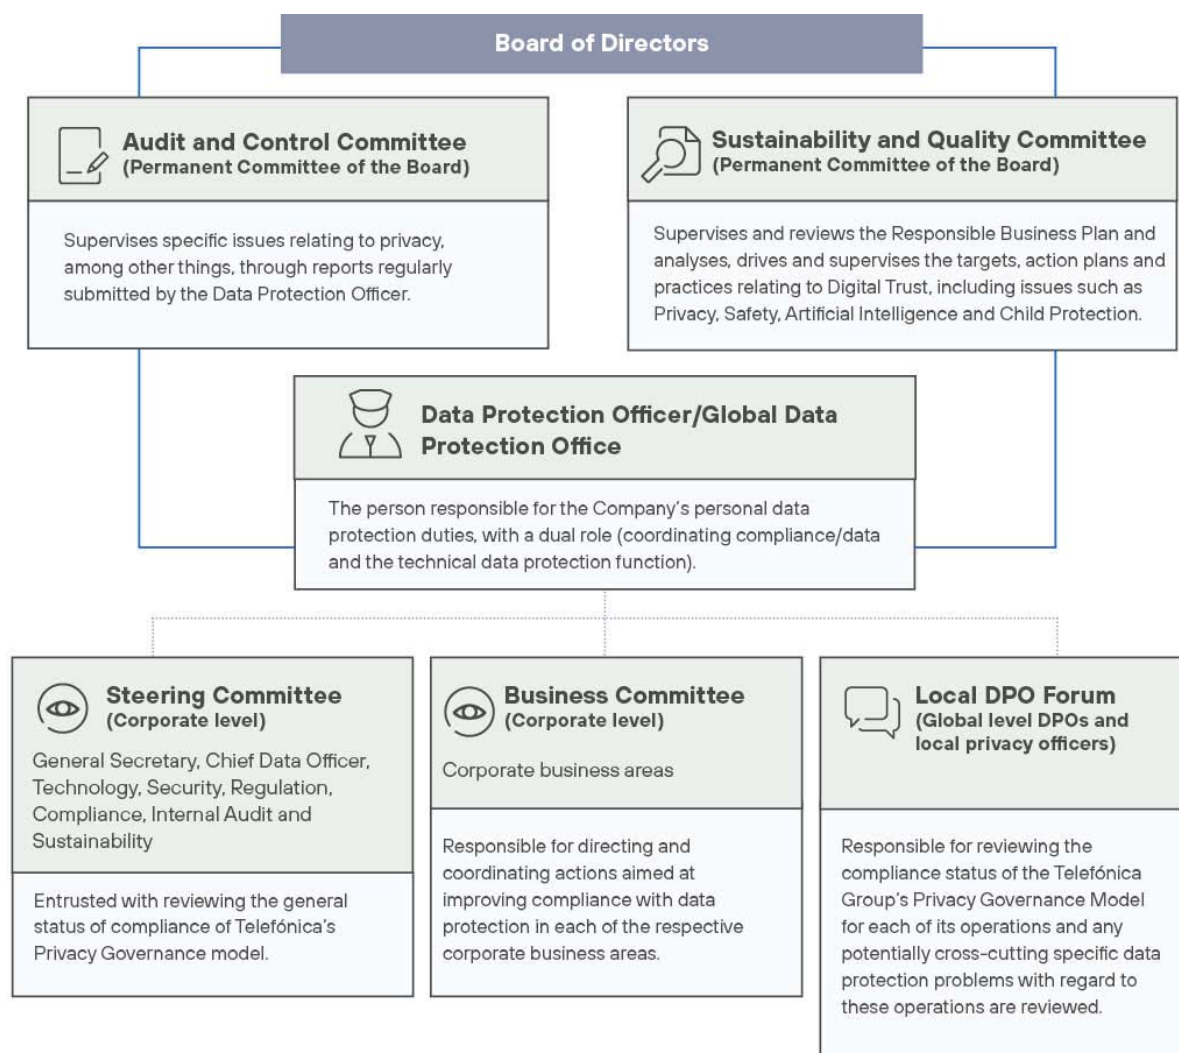 Board of Directors
Audit and Control Committee
(Permanent Committee of the Board)
Supervises specific issues relating to privacy,
among other things, through reports regularly
submitted by the Data Protection Officer.
Sustainability and Quality Committee
(Permanent Committee of the Board)
Supervises and reviews the Responsible Business Plan and
analyses, drives and supervises the targets, action plans and
practices relating to Digital Trust, including issues such as
Privacy, Safety, Artificial Intelligence and Child Protection.
Data Protection Officer/Global Data
Protection Office
The person responsible for the Company's personal data
protection duties, with a dual role (coordinating compliance/data
and the technical data protection function).
Steering Committee
(Corporate level)
General Secretary, Chief Data Officer,
Technology, Security, Regulation,
Compliance, Internal Audit and
Sustainability
Entrusted with reviewing the general
status of compliance of Telefónica's
Privacy Governance model.
Business Committee
(Corporate level)
Corporate business areas
Responsible for directing and
coordinating actions aimed at
improving compliance with data
protection in each of the respective
corporate business areas.
Local DPO Forum
(Global level DPOs and
local privacy officers)
Responsible for reviewing the
compliance status of the Telefónica
Group's Privacy Governance Model
for each of its operations and any
potentially cross-cutting specific data
protection problems with regard to
these operations are reviewed.